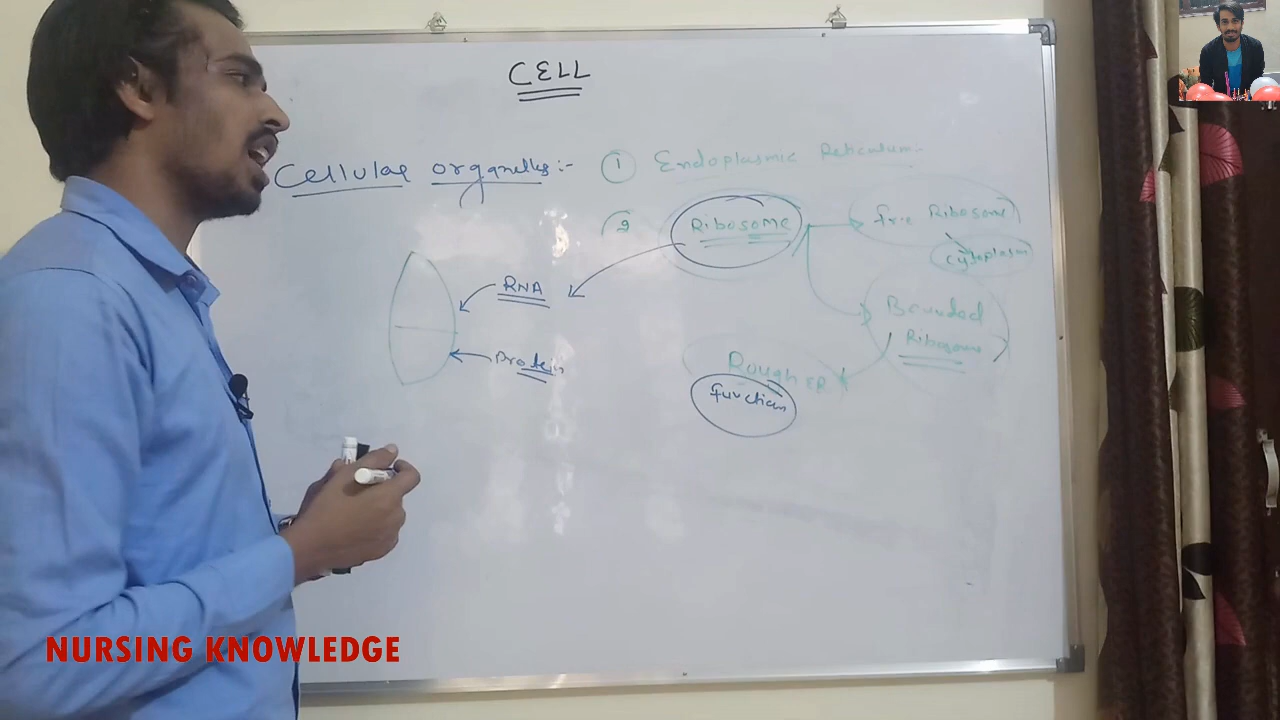 CELL
Cellular organells:- ① Endoplasmic Reticulum
② Ribosome
free Ribosome
cytoplasm
RNA
Bounded
Ribosome
Protein
Rough ER
function
NURSING KNOWLEDGE